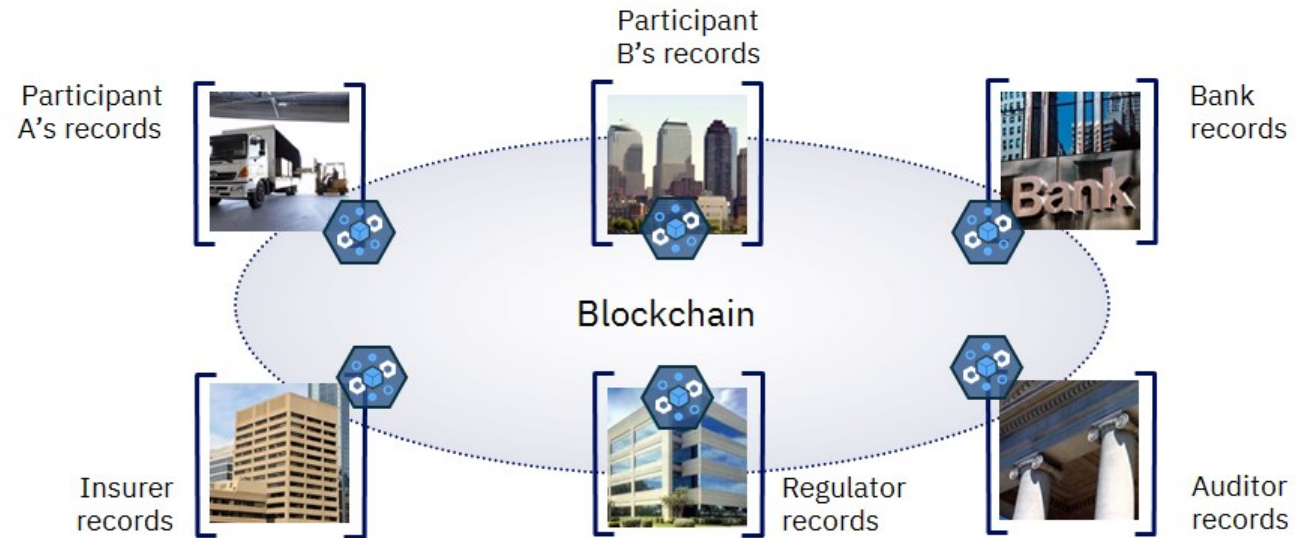 Participant
B’s records
Participant
A’s records
Bank
records
Bank
Blockchain
Insurer
records
Regulator
records
Auditor
records